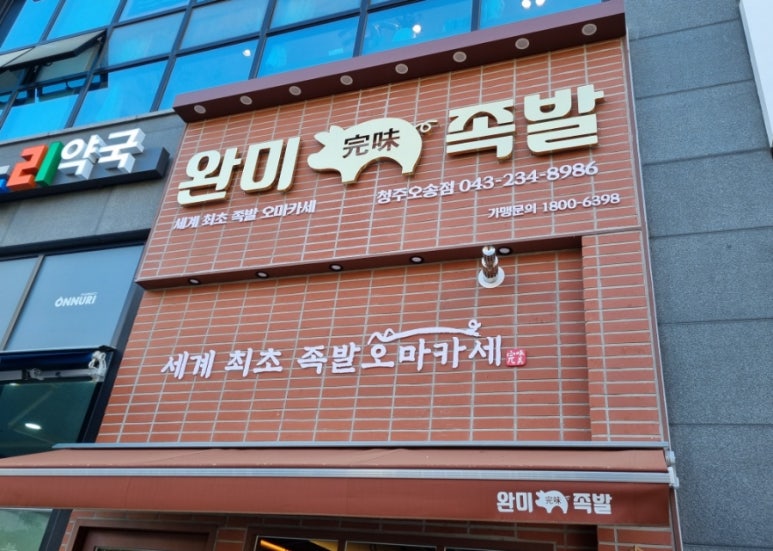 완미 完味 족발
청주오송점 043-234-8986
세계 최초 족발 오마카세
가맹문의 1800-6398
리약국
ONNURI
세계 최초 족발오마카세
完味
완미 完味 족발